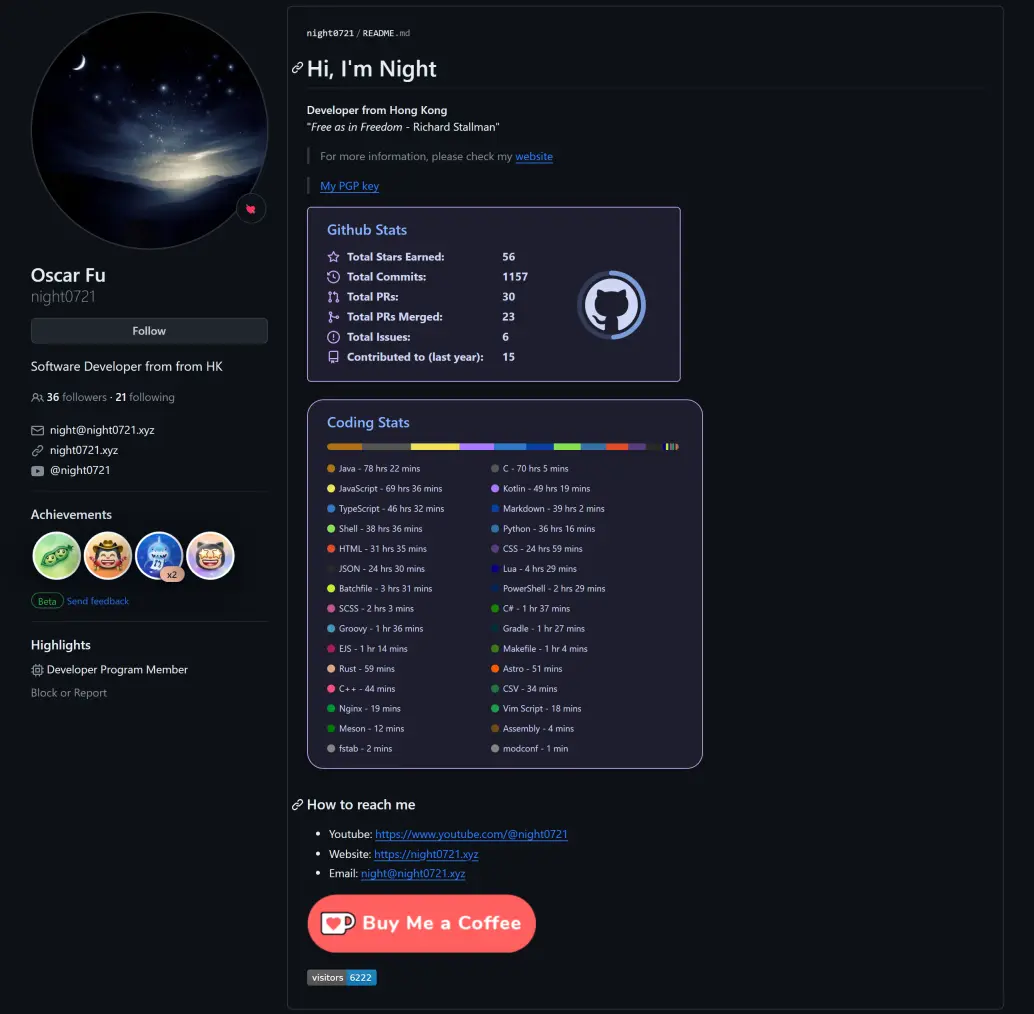 Oscar Fu
night0721
Follow
Software Developer from from HK
36 followers · 21 following
night@night0721.xyz
night0721.xyz
@night0721
Achievements
x2
Beta Send feedback
Highlights
Developer Program Member
Block or Report
night0721/README.md
Hi, I'm Night
Developer from Hong Kong
"Free as in Freedom - Richard Stallman"
For more information, please check my website
My PGP key
Github Stats
Total Stars Earned: 56
Total Commits: 1157
Total PRs: 30
Total PRs Merged: 23
Total Issues: 6
Contributed to (last year): 15
Coding Stats
Java - 78 hrs 22 mins C - 70 hrs 5 mins
JavaScript - 69 hrs 36 mins Kotlin - 49 hrs 19 mins
TypeScript - 46 hrs 32 mins Markdown - 39 hrs 2 mins
Shell - 38 hrs 36 mins Python - 36 hrs 16 mins
HTML - 31 hrs 35 mins CSS - 24 hrs 59 mins
JSON - 24 hrs 30 mins Lua - 4 hrs 29 mins
Batchfile - 3 hrs 31 mins PowerShell - 2 hrs 29 mins
SCSS - 2 hrs 3 mins C# - 1 hr 37 mins
Groovy - 1 hr 36 mins Gradle - 1 hr 27 mins
EJS - 1 hr 14 mins Makefile - 1 hr 4 mins
Rust - 59 mins Astro - 51 mins
C++ - 44 mins CSV - 34 mins
Nginx - 19 mins Vim Script - 18 mins
Meson - 12 mins Assembly - 4 mins
fstab - 2 mins modconf - 1 min
How to reach me
Youtube: https://www.youtube.com/@night0721
Website: https://night0721.xyz
Email: night@night0721.xyz
Buy Me a Coffee
visitors 6222